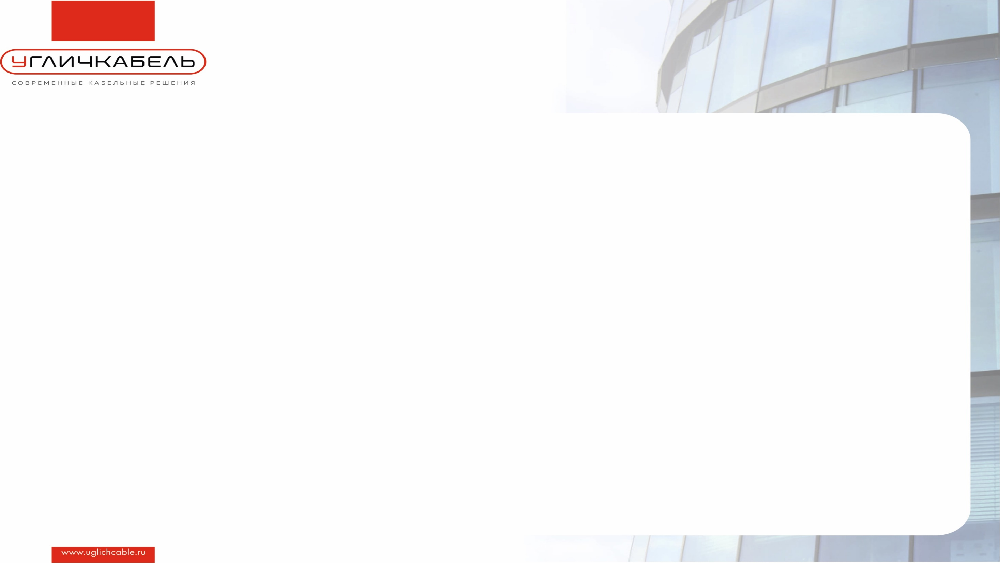 УГЛИЧКАБЕЛЬ
СОВРЕМЕННЫЕ КАБЕЛЬНЫЕ РЕШЕНИЯ
www.uglichcable.ru